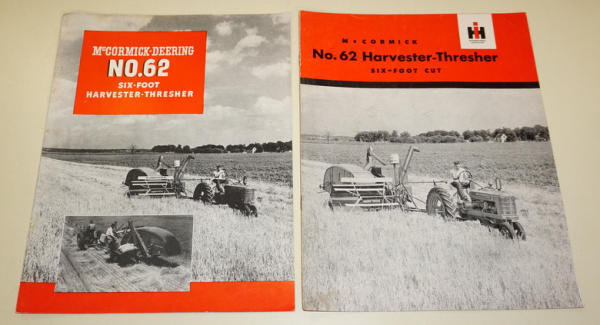 McCORMICK-DEERING
NO. 62
SIX-FOOT
HARVESTER-THRESHER
McCORMICK
No. 62 Harvester-Thresher
SIX-FOOT CUT
IH